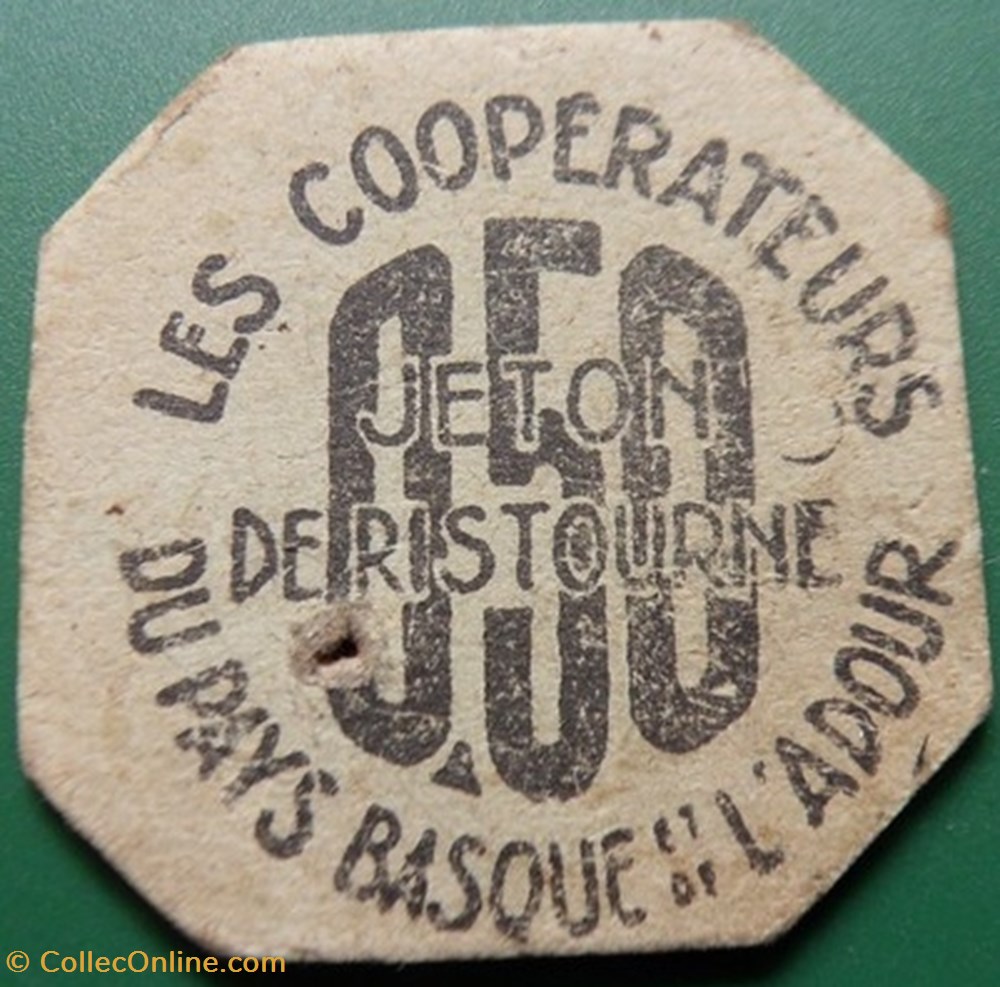 LES COOPERATEURS
0,50
JETON
DE RISTOURNE
DU PAYS BASQUE ET DE L'ADOUR
© CollecOnline.com